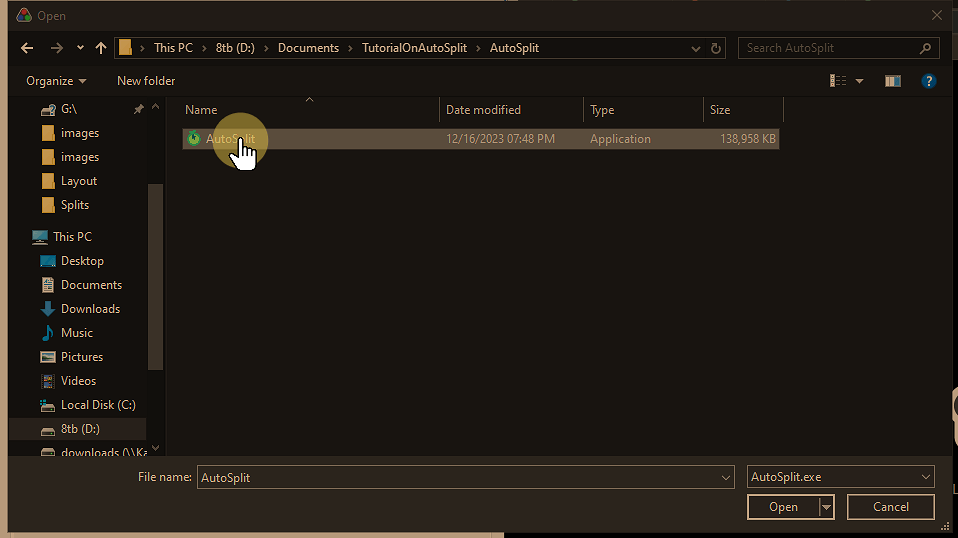 Open
This PC > 8tb (D:) > Documents > TutorialOnAutoSplit > AutoSplit
Search AutoSplit
Organize
New folder
Name
Date modified
Type
Size
AutoSplit
12/16/2023 07:48 PM
Application
138,958 KB
G:\
images
images
Layout
Splits
This PC
Desktop
Documents
Downloads
Music
Pictures
Videos
Local Disk (C:)
8tb (D:)
downloads (\\Ka
File name:
AutoSplit
AutoSplit.exe
Open
Cancel